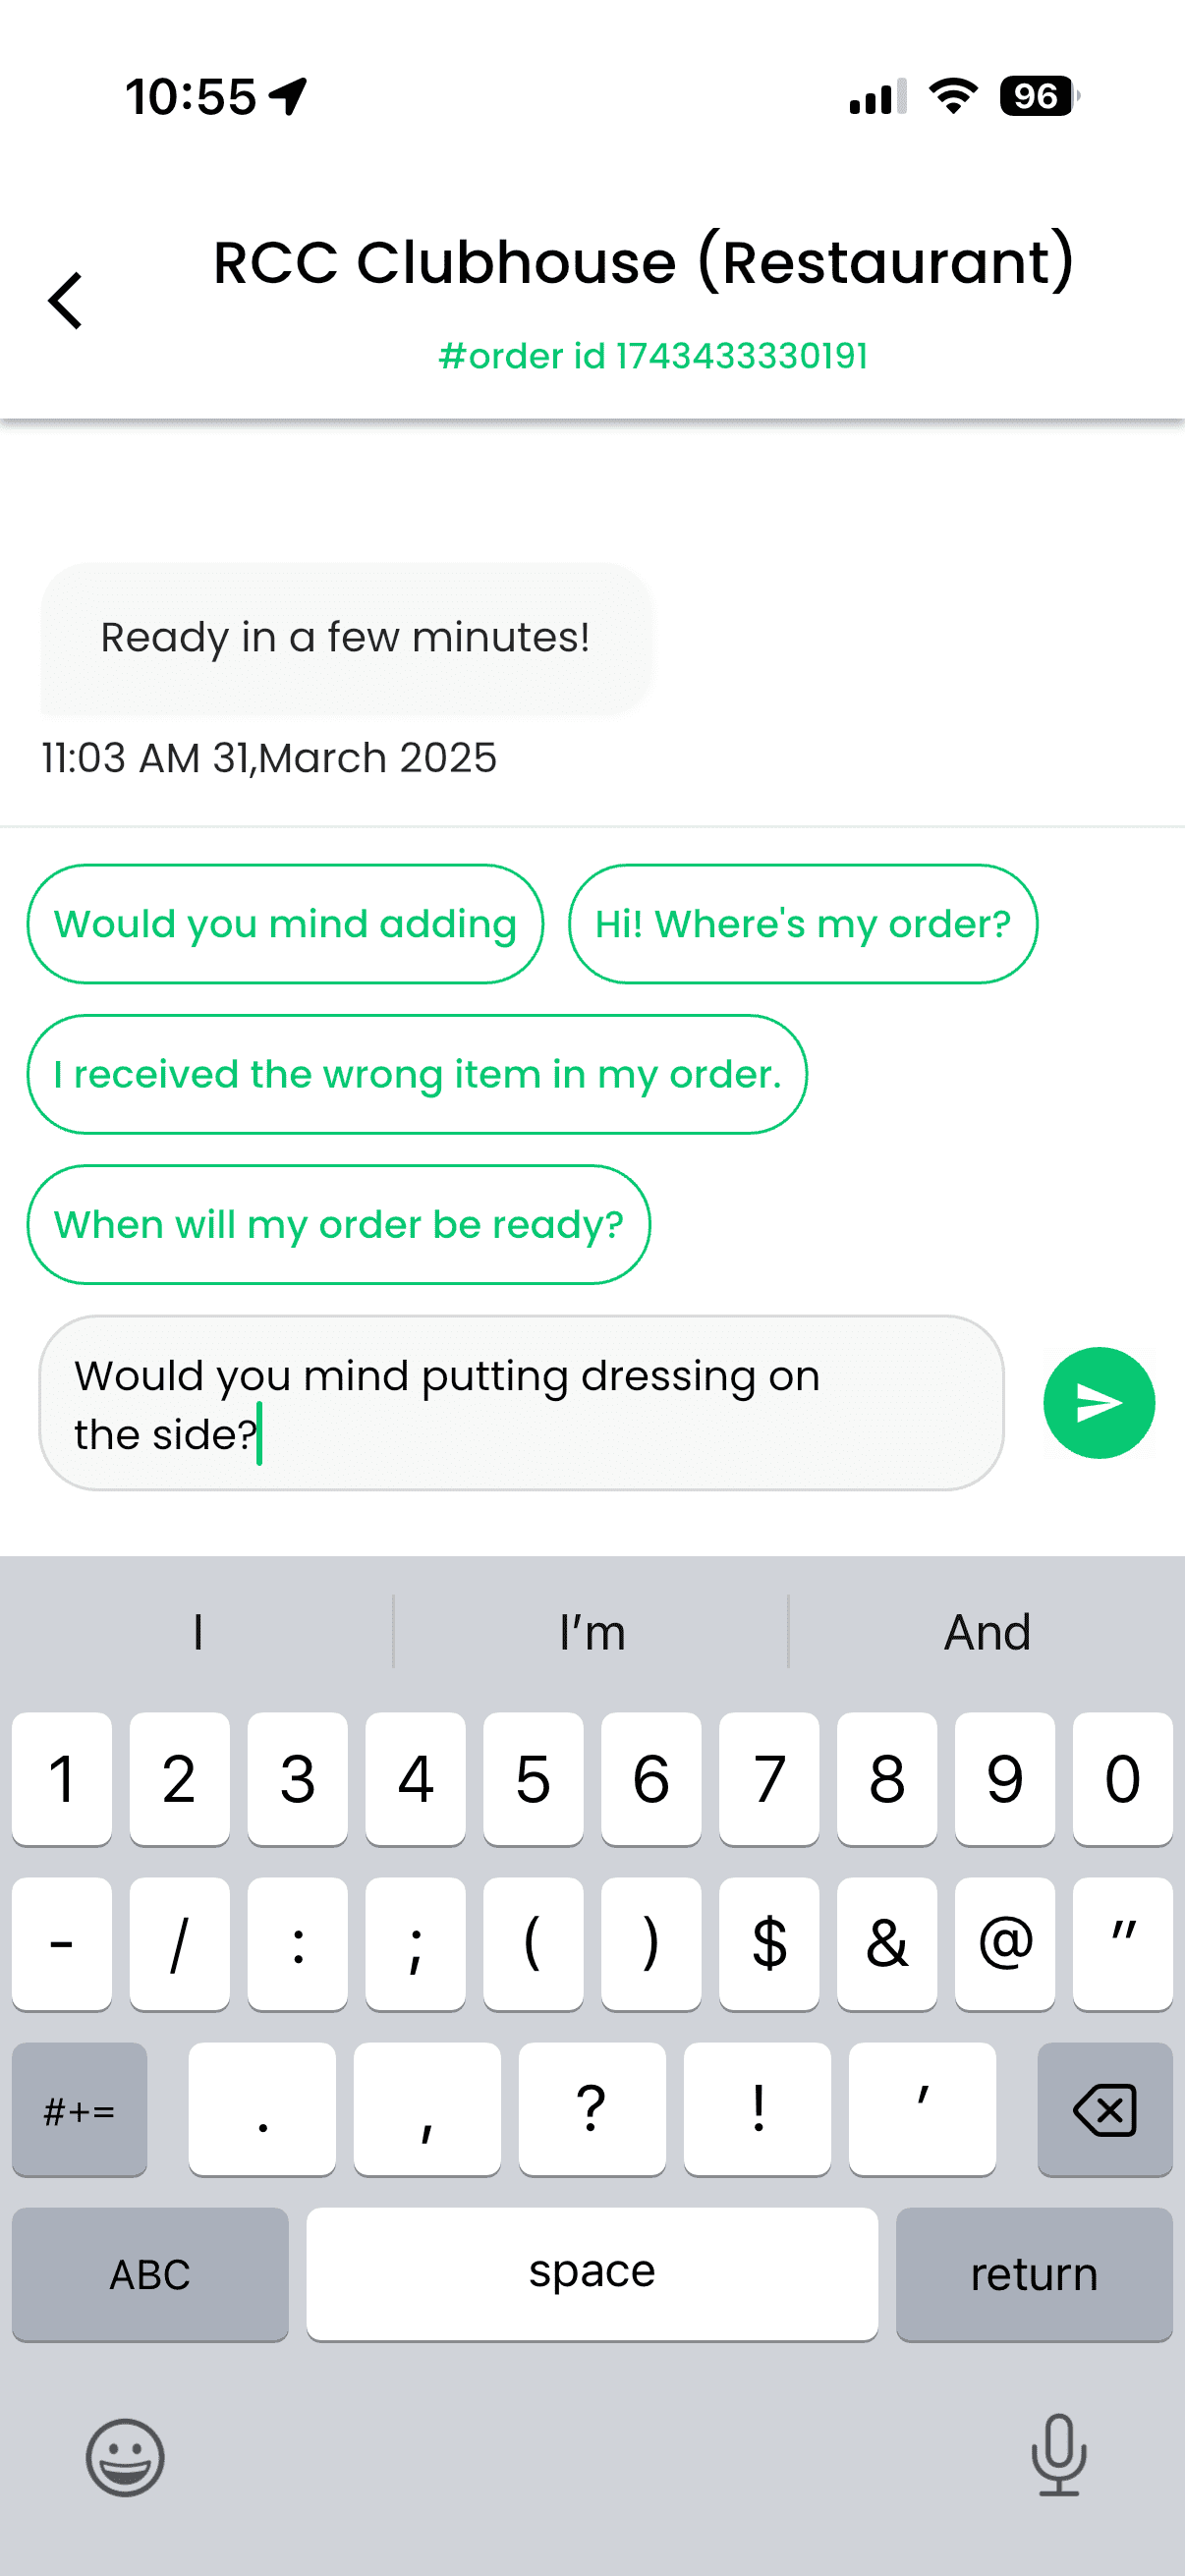 10:55
96
RCC Clubhouse (Restaurant)
#order id 1743433330191
Ready in a few minutes!
11:03 AM 31,March 2025
Would you mind adding
Hi! Where's my order?
I received the wrong item in my order.
When will my order be ready?
Would you mind putting dressing on
the side?
I I’m And
1 2 3 4 5 6 7 8 9 0
- / : ; ( ) $ & @ "
#+= . , ? ! ’
ABC space return